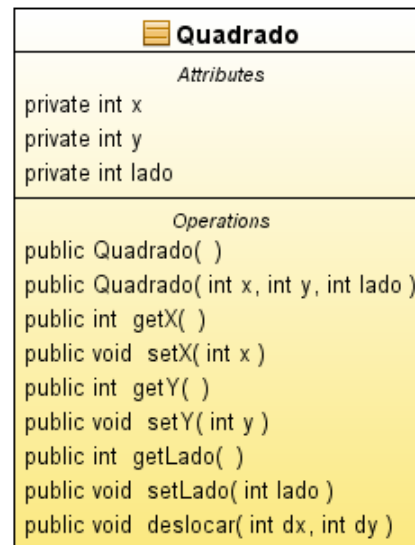 Quadrado
Attributes
private int x
private int y
private int lado
Operations
public Quadrado( )
public Quadrado( int x, int y, int lado )
public int getX( )
public void setX( int x )
public int getY( )
public void setY( int y )
public int getLado( )
public void setLado( int lado )
public void deslocar( int dx, int dy )